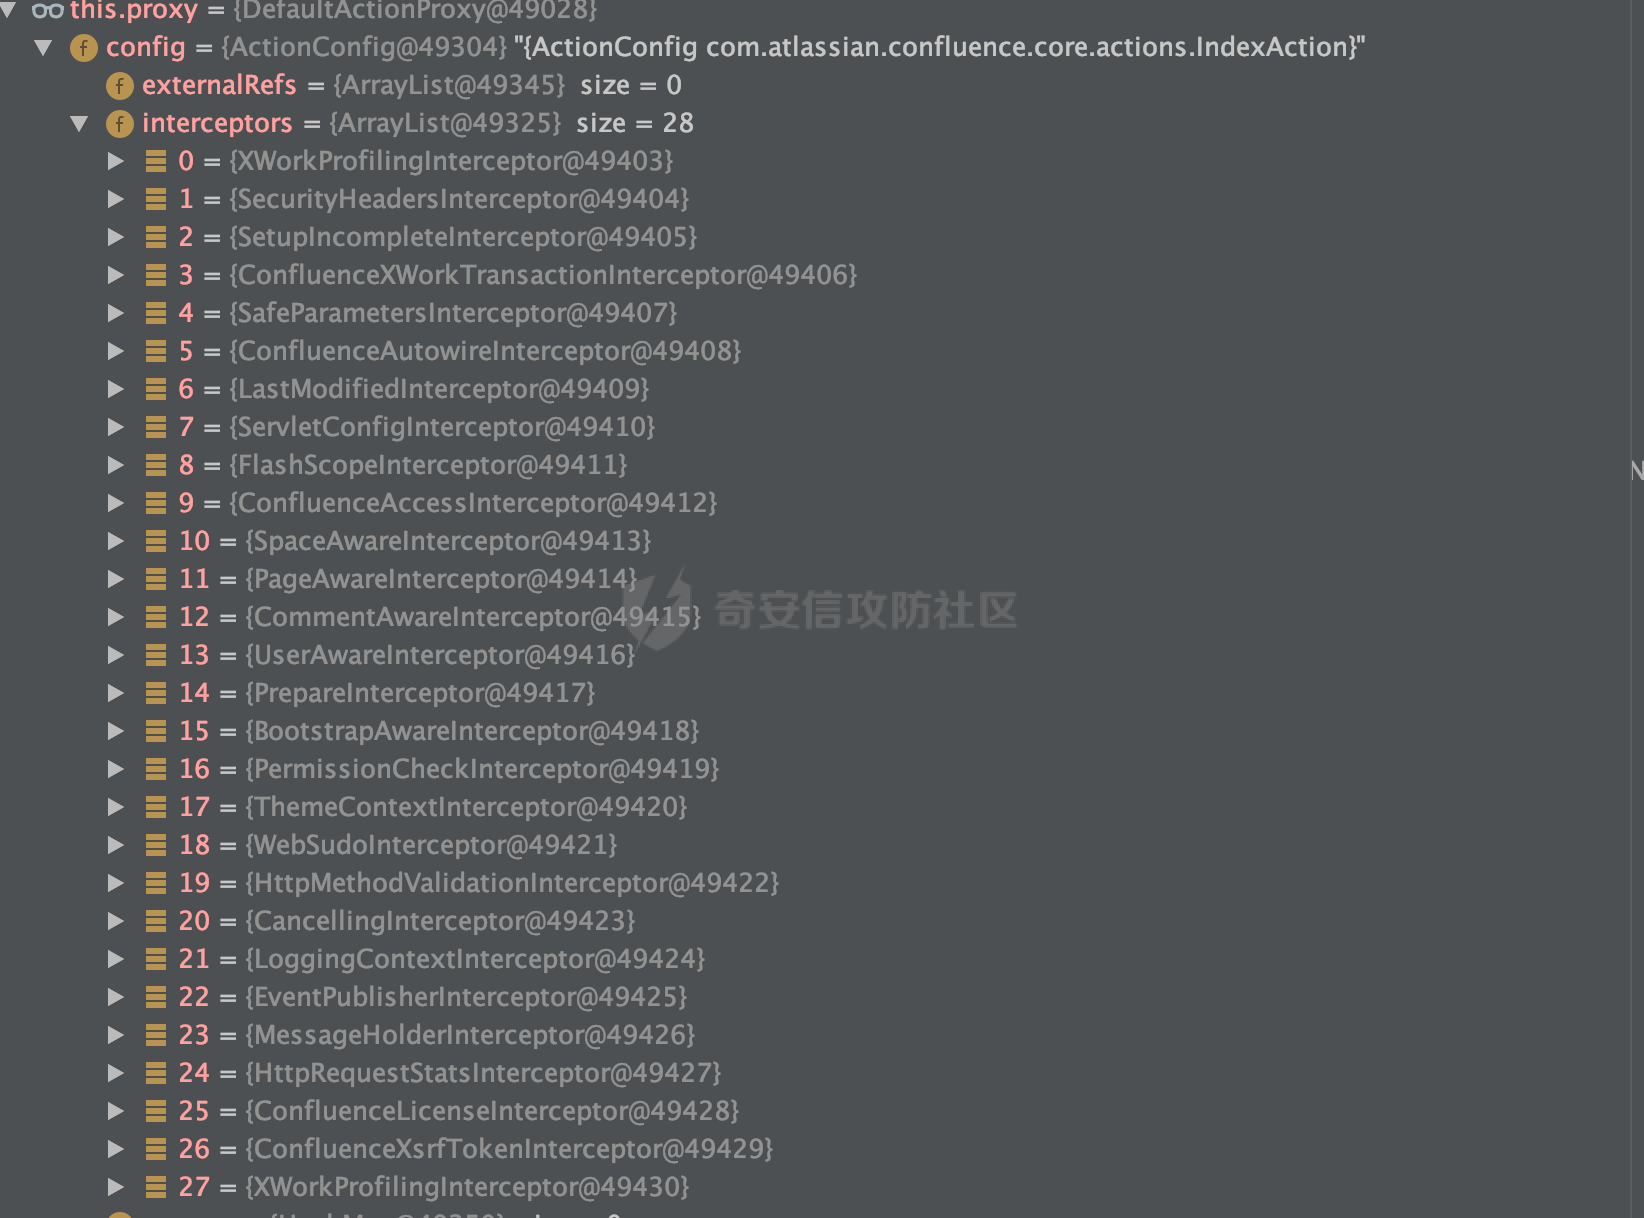 this.proxy = {DefaultActionProxy@49028}
f config = {ActionConfig@49304} "{ActionConfig com.atlassian.confluence.core.actions.IndexAction}"
f externalRefs = {ArrayList@49345} size = 0
f interceptors = {ArrayList@49325} size = 28
0 = {XWorkProfilingInterceptor@49403}
1 = {SecurityHeadersInterceptor@49404}
2 = {SetupIncompleteInterceptor@49405}
3 = {ConfluenceXWorkTransactionInterceptor@49406}
4 = {SafeParametersInterceptor@49407}
5 = {ConfluenceAutowireInterceptor@49408}
6 = {LastModifiedInterceptor@49409}
7 = {ServletConfigInterceptor@49410}
8 = {FlashScopeInterceptor@49411}
9 = {ConfluenceAccessInterceptor@49412}
10 = {SpaceAwareInterceptor@49413}
11 = {PageAwareInterceptor@49414}
12 = {CommentAwareInterceptor@49415}
奇安信攻防社区
13 = {UserAwareInterceptor@49416}
14 = {PrepareInterceptor@49417}
15 = {BootstrapAwareInterceptor@49418}
16 = {PermissionCheckInterceptor@49419}
17 = {ThemeContextInterceptor@49420}
18 = {WebSudoInterceptor@49421}
19 = {HttpMethodValidationInterceptor@49422}
20 = {CancellingInterceptor@49423}
21 = {LoggingContextInterceptor@49424}
22 = {EventPublisherInterceptor@49425}
23 = {MessageHolderInterceptor@49426}
24 = {HttpRequestStatsInterceptor@49427}
25 = {ConfluenceLicenseInterceptor@49428}
26 = {ConfluenceXsrfTokenInterceptor@49429}
27 = {XWorkProfilingInterceptor@49430}